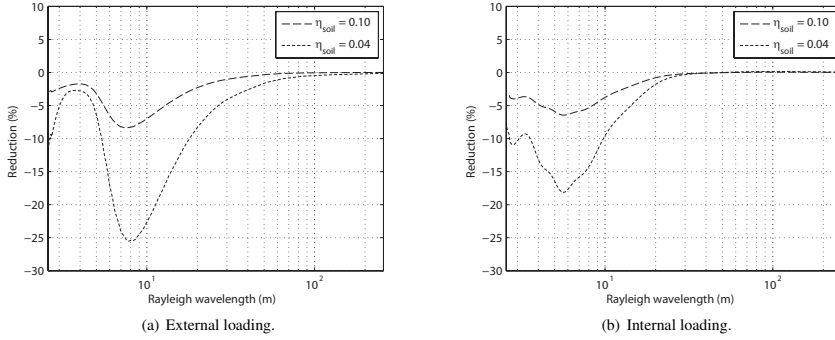 10
5
0
−5
−10
−15
−20
−25
−30
Reduction (%)
η_soil = 0.10
η_soil = 0.04
10^1
10^2
Rayleigh wavelength (m)
(a) External loading.
10
5
0
−5
−10
−15
−20
−25
−30
Reduction (%)
η_soil = 0.10
η_soil = 0.04
10^1
10^2
Rayleigh wavelength (m)
(b) Internal loading.